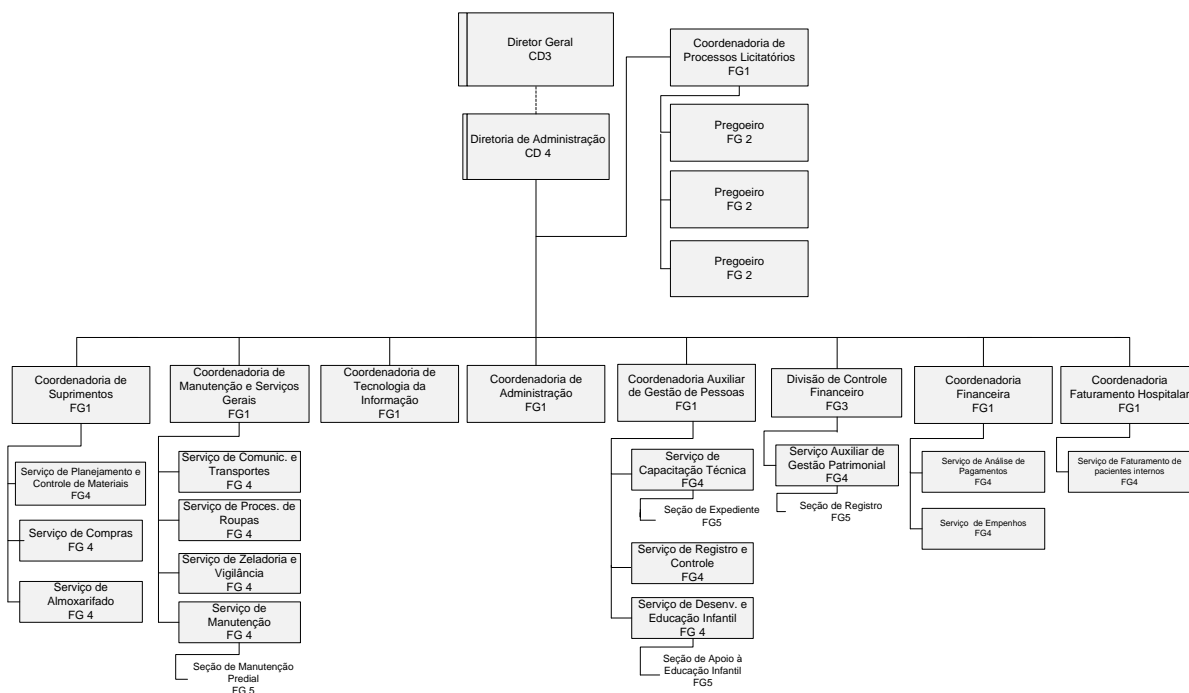 Diretor Geral
CD3
Diretoria de Administração
CD 4
Coordenadoria de
Processos Licitatórios
FG1
Pregoeiro
FG 2
Pregoeiro
FG 2
Pregoeiro
FG 2
Coordenadoria de
Suprimentos
FG1
Serviço de Planejamento e
Controle de Materiais
FG4
Serviço de Compras
FG 4
Serviço de
Almoxarifado
FG 4
Coordenadoria de
Manutenção e Serviços
Gerais
FG1
Serviço de Comunic. e
Transportes
FG 4
Serviço de Proces. de
Roupas
FG 4
Serviço de Zeladoria e
Vigilância
FG 4
Serviço de
Manutenção
FG 4
Seção de Manutenção
Predial
FG 5
Coordenadoria de
Tecnologia da
Informação
FG1
Coordenadoria de
Administração
FG1
Coordenadoria Auxiliar
de Gestão de Pessoas
FG1
Serviço de
Capacitação Técnica
FG4
Seção de Expediente
FG5
Serviço de Registro e
Controle
FG4
Serviço de Desenv. e
Educação Infantil
FG 4
Seção de Apoio à
Educação Infantil
FG5
Divisão de Controle
Financeiro
FG3
Serviço Auxiliar de
Gestão Patrimonial
FG4
Seção de Registro
FG5
Coordenadoria
Financeira
FG1
Serviço de Análise de
Pagamentos
FG4
Serviço de Empenhos
FG4
Coordenadoria
Faturamento Hospitalar
FG1
Serviço de Faturamento de
pacientes internos
FG4